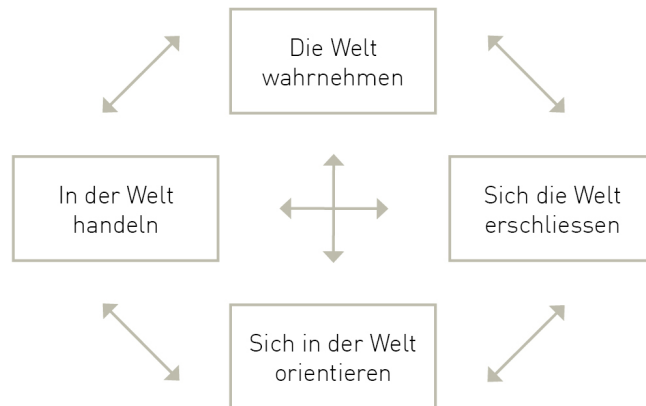 Die Welt
wahrnehmen
In der Welt
handeln
Sich die Welt
erschliessen
Sich in der Welt
orientieren